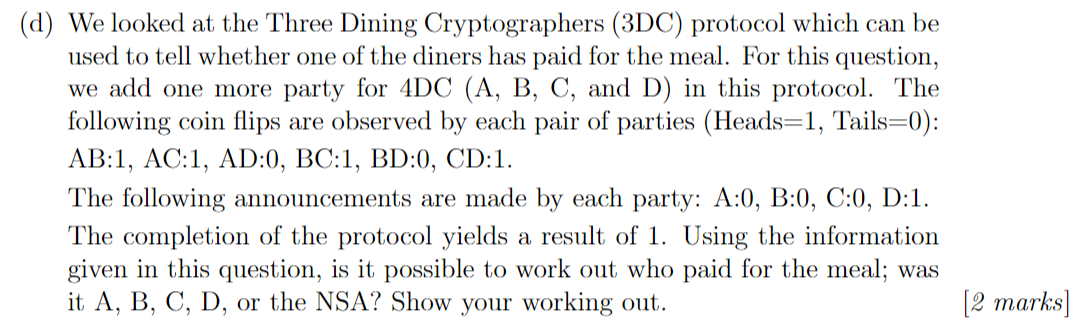 (d) We looked at the Three Dining Cryptographers (3DC) protocol which can be
used to tell whether one of the diners has paid for the meal. For this question,
we add one more party for 4DC (A, B, C, and D) in this protocol. The
following coin flips are observed by each pair of parties (Heads=1, Tails=0):
AB:1, AC:1, AD:0, BC:1, BD:0, CD:1.
The following announcements are made by each party: A:0, B:0, C:0, D:1.
The completion of the protocol yields a result of 1. Using the information
given in this question, is it possible to work out who paid for the meal; was
it A, B, C, D, or the NSA? Show your working out. [2 marks]